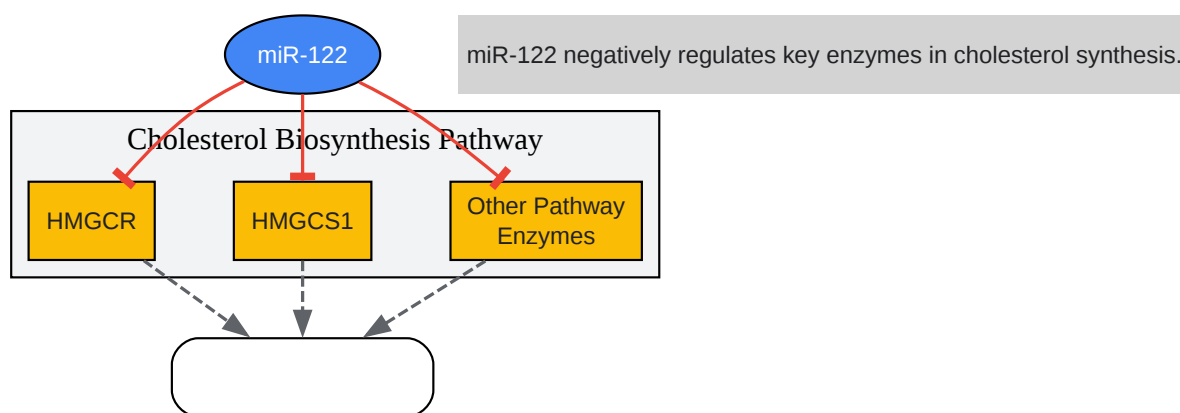 miR-122
miR-122 negatively regulates key enzymes in cholesterol synthesis.
Cholesterol Biosynthesis Pathway
HMGCR
HMGCS1
Other Pathway
Enzymes